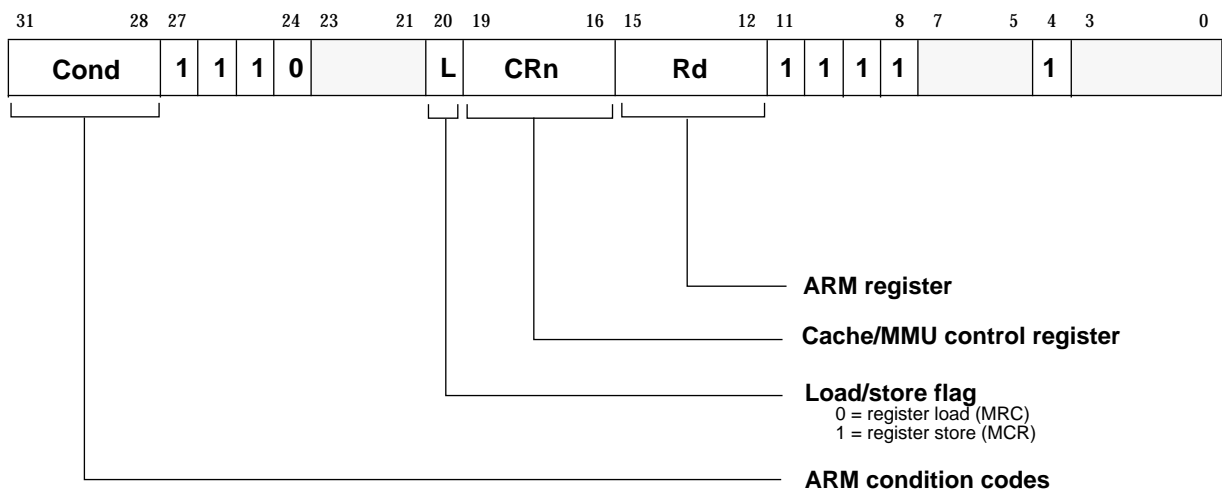 31 28 27 24 23 21 20 19 16 15 12 11 8 7 5 4 3 0
Cond 1 1 1 0 L CRn Rd 1 1 1 1 1
ARM register
Cache/MMU control register
Load/store flag
0 = register load (MRC)
1 = register store (MCR)
ARM condition codes